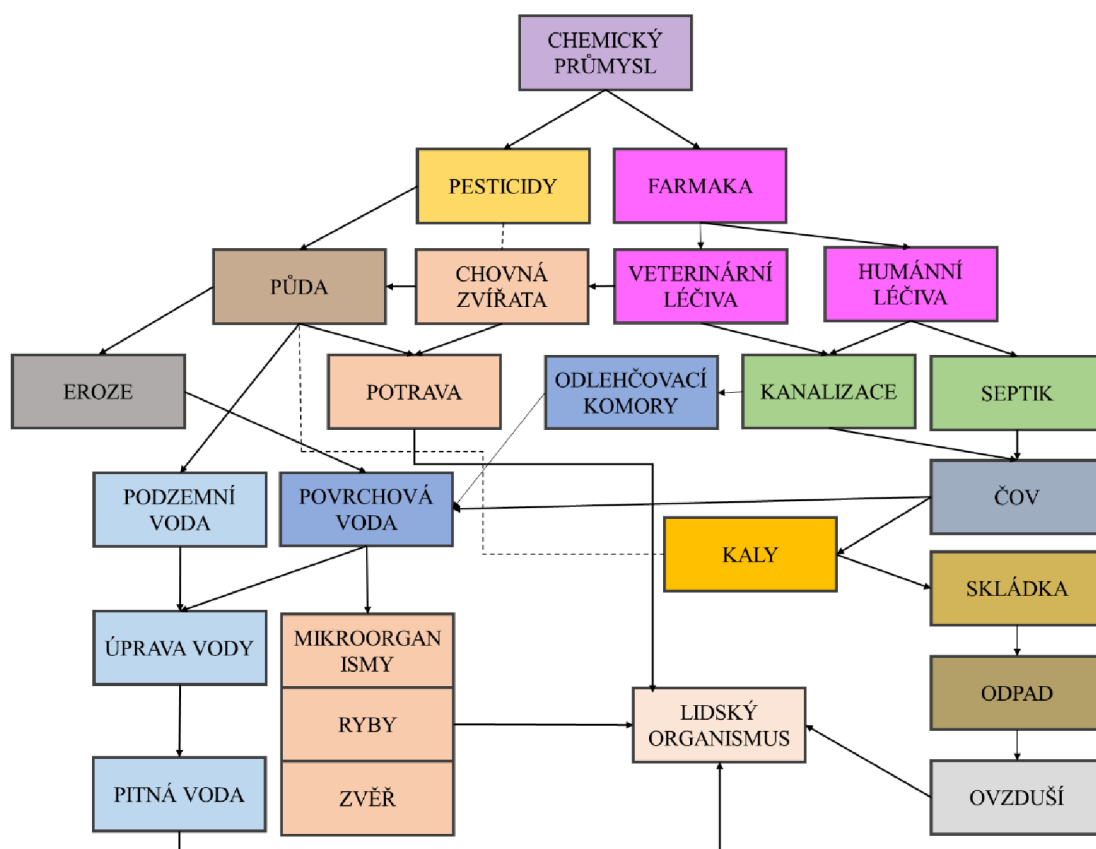 CHEMICKÝ
PRŮMYSL
PESTICIDY
FARMAKA
PŮDA
CHOVNÁ
ZVÍŘATA
VETERINÁRNÍ
LÉČIVA
HUMÁNNÍ
LÉČIVA
EROZE
POTRAVA
ODLEHČOVACÍ
KOMORY
KANALIZACE
SEPTIK
PODZEMNÍ
VODA
POVRCHOVÁ
VODA
ČOV
KALY
SKLÁDKA
ÚPRAVA VODY
MIKROORGAN
ISMY
ODPAD
RYBY
LIDSKÝ
ORGANISMUS
PITNÁ VODA
ZVĚŘ
OVZDUŠÍ